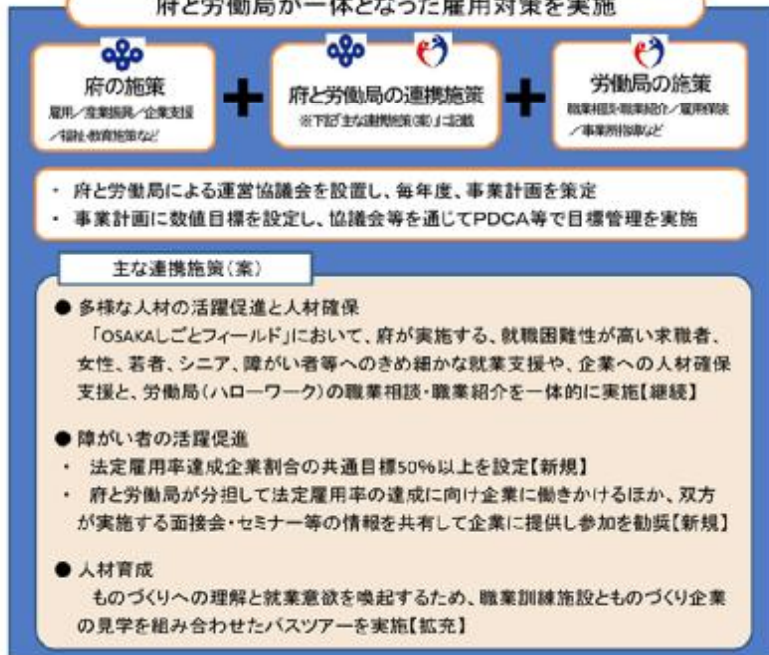 府と労働局が一体となった雇用対策を実施
府の施策
雇用／産業振興／企業支援
／福祉・教育施策など
府と労働局の連携施策
※下記「主な連携施策(案)」に記載
労働局の施策
職業相談・職業紹介／雇用保険
／事業所指導など
・ 府と労働局による運営協議会を設置し、毎年度、事業計画を策定
・ 事業計画に数値目標を設定し、協議会等を通じてPDCA等で目標管理を実施
主な連携施策(案)
● 多様な人材の活躍促進と人材確保
「OSAKAしごとフィールド」において、府が実施する、就職困難性が高い求職者、
女性、若者、シニア、障がい者等へのきめ細かな就業支援や、企業への人材確保
支援と、労働局(ハローワーク)の職業相談・職業紹介を一体的に実施【継続】
● 障がい者の活躍促進
・ 法定雇用率達成企業割合の共通目標50%以上を設定【新規】
・ 府と労働局が分担して法定雇用率の達成に向け企業に働きかけるほか、双方
が実施する面接会・セミナー等の情報を共有して企業に提供し参加を勧奨【新規】
● 人材育成
ものづくりへの理解と就業意欲を喚起するため、職業訓練施設とものづくり企業
の見学を組み合わせたバスツアーを実施【拡充】